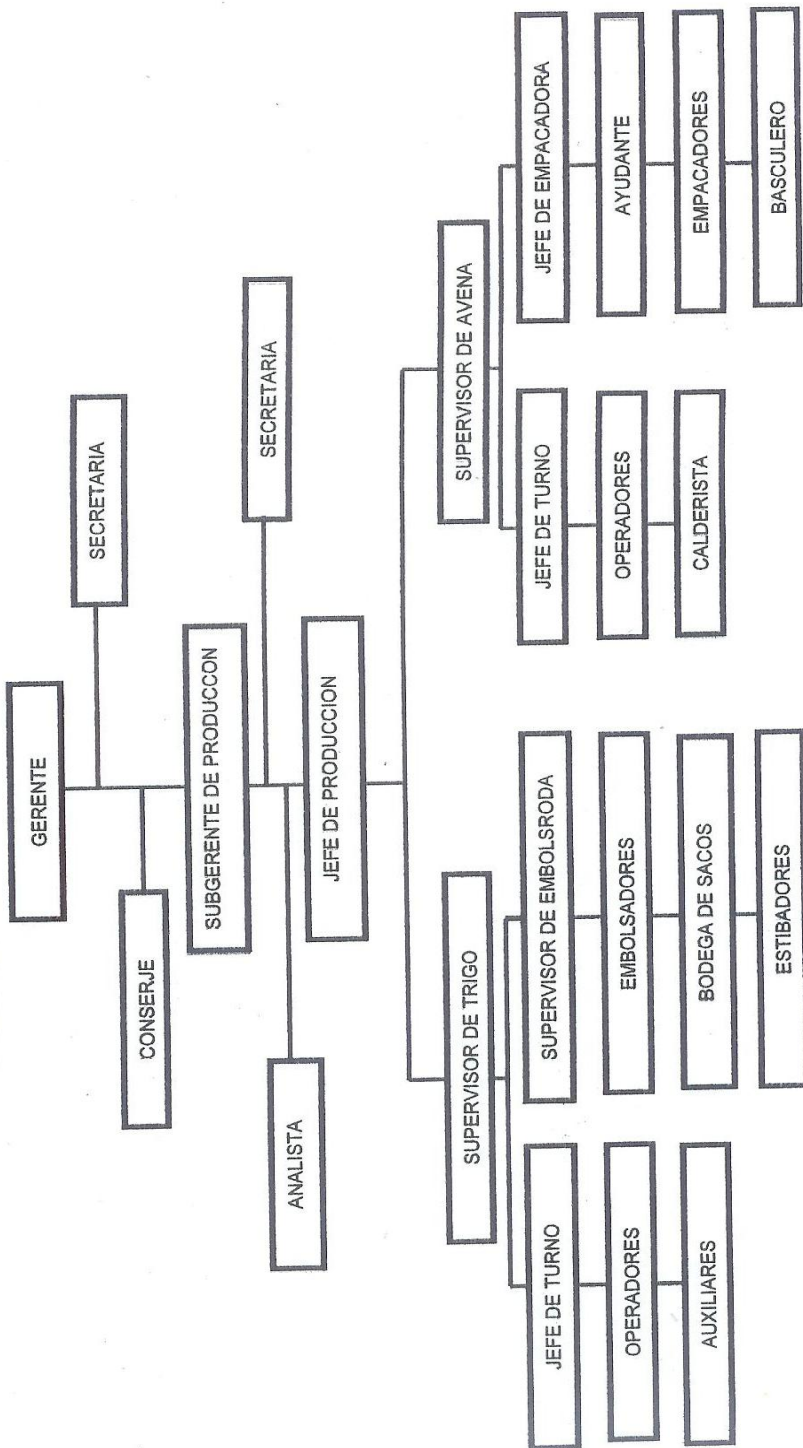 GERENTE
SECRETARIA
CONSERJE
SUBGERENTE DE PRODUCCON
SECRETARIA
ANALISTA
JEFE DE PRODUCCION
SUPERVISOR DE TRIGO
SUPERVISOR DE AVENA
JEFE DE TURNO
SUPERVISOR DE EMBOLSRODA
JEFE DE TURNO
JEFE DE EMPACADORA
OPERADORES
EMBOLSADORES
OPERADORES
AYUDANTE
AUXILIARES
BODEGA DE SACOS
CALDERISTA
EMPACADORES
ESTIBADORES
BASCULERO